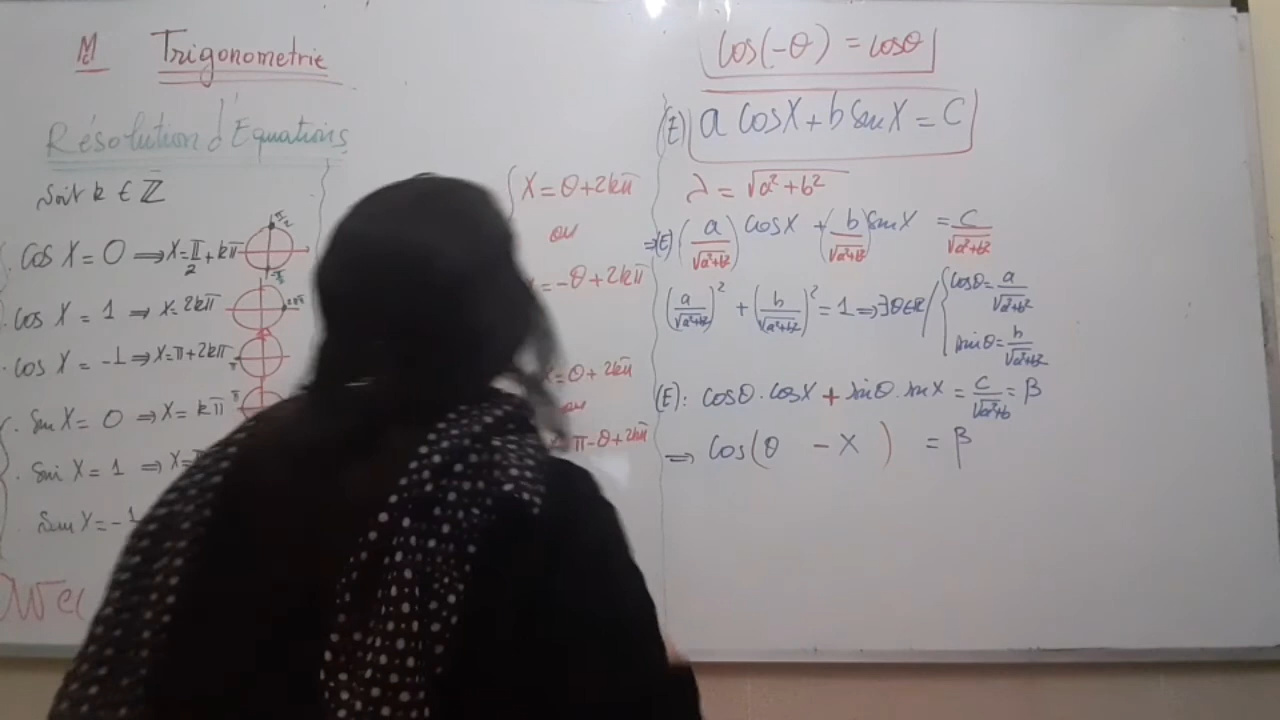 Mc Trigonometrie
Résolution d'Equations
Soit k ∈ ℤ
cos X = 0 ⟹ X = π/2 + kπ
cos X = 1 ⟹ X = 2kπ
cos X = -1 ⟹ X = π + 2kπ
Sin X = 0 ⟹ X = kπ
Sin X = 1 ⟹ X =
Sin X = -1
X = θ + 2kπ
ou
= -θ + 2kπ
= θ + 2kπ
ou
π - θ + 2kπ
cos(-θ) = cosθ
(E) a cosX + b sinX = C
λ = √a²+b²
⟹(E) (a/√a²+b²) cosX + (b/√a²+b²) sinX = C/√a²+b²
(a/√a²+b²)² + (b/√a²+b²)² = 1 ⟹ ∃θ∈ℝ / { cosθ = a/√a²+b²
sinθ = b/√a²+b²
(E): cosθ.cosX + sinθ.sinX = C/√a²+b = β
⟹ cos(θ - X) = β